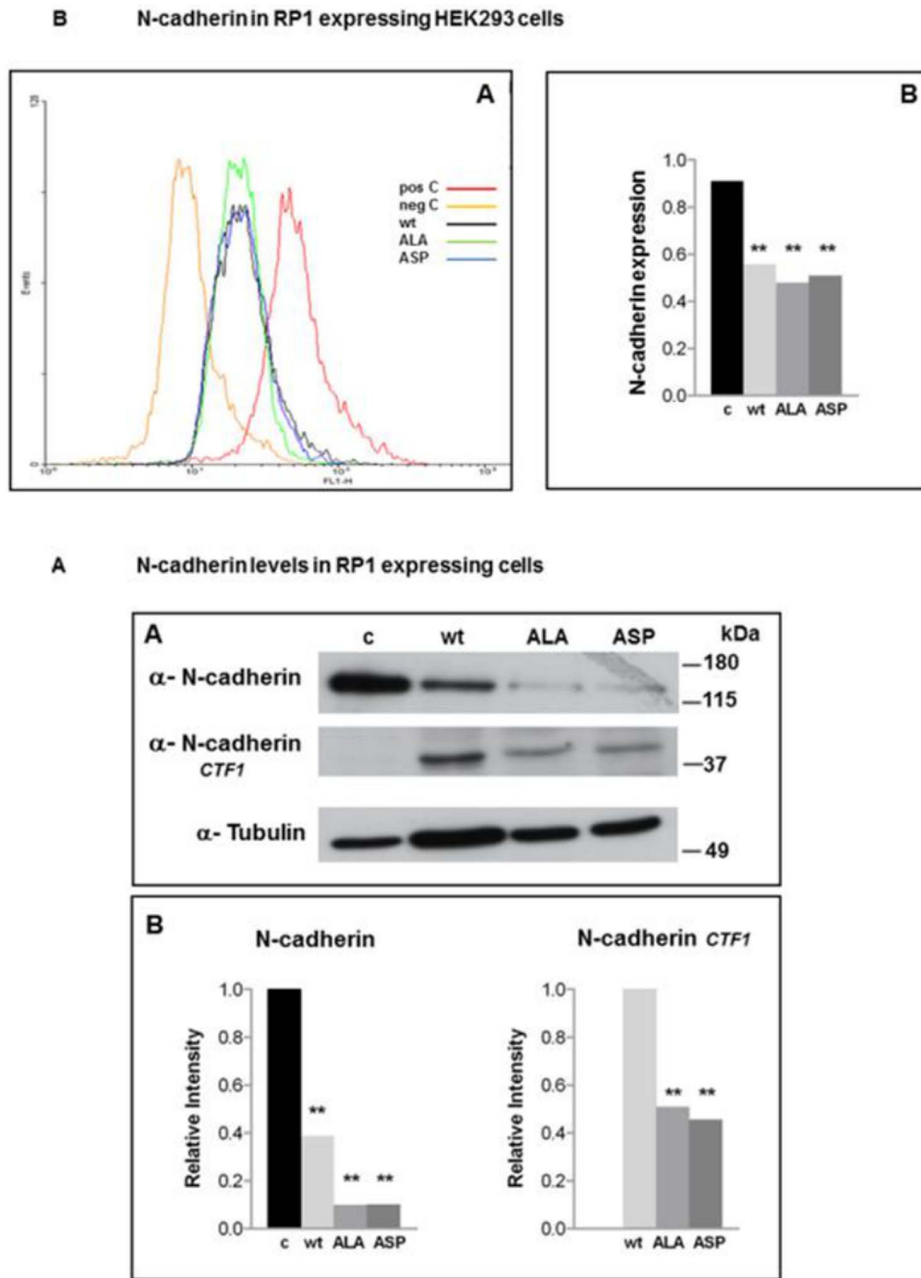 B N-cadherin in RP1 expressing HEK293 cells
A
128
Events
0
pos C
neg C
wt
ALA
ASP
FL1-H
B
N-cadherin expression
1.0
0.8
0.6
0.4
0.2
0.0
** ** **
c wt ALA ASP
A N-cadherin levels in RP1 expressing cells
A c wt ALA ASP kDa
α- N-cadherin
180
115
α- N-cadherin
CTF1
37
α- Tubulin
49
B
N-cadherin
Relative Intensity
1.0
0.8
0.6
0.4
0.2
0.0
** ** **
c wt ALA ASP
N-cadherin CTF1
Relative Intensity
1.0
0.8
0.6
0.4
0.2
0.0
** **
wt ALA ASP